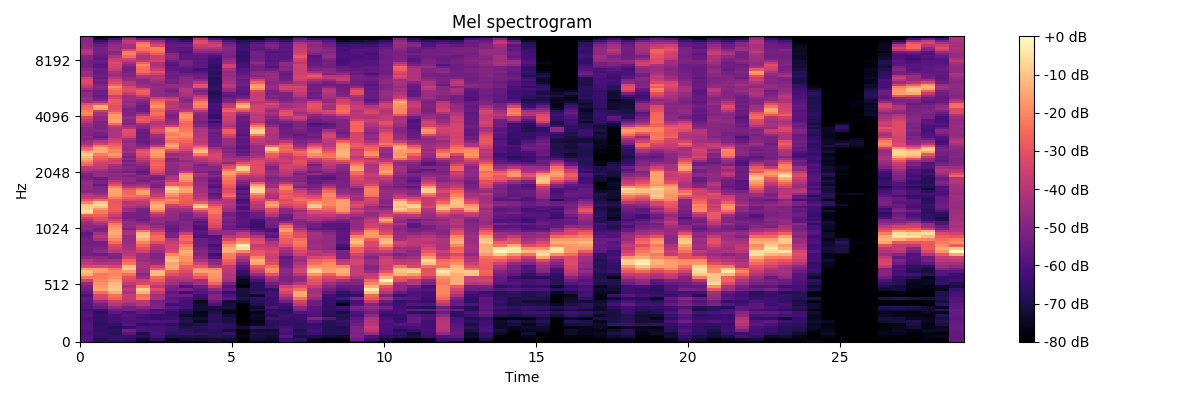 Mel spectrogram
8192
4096
2048
1024
512
0
Hz
0 5 10 15 20 25
Time
+0 dB
-10 dB
-20 dB
-30 dB
-40 dB
-50 dB
-60 dB
-70 dB
-80 dB